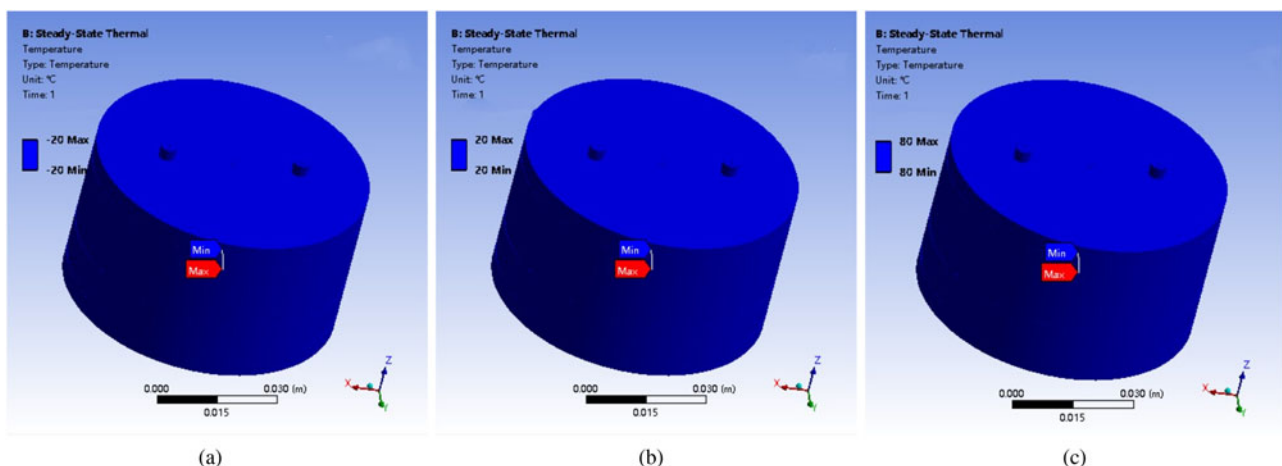 B: Steady-State Thermal
Temperature
Type: Temperature
Unit: °C
Time: 1
-20 Max
-20 Min
Min
Max
0.000
0.030 (m)
0.015
X
Y
Z
(a)
B: Steady-State Thermal
Temperature
Type: Temperature
Unit: °C
Time: 1
20 Max
20 Min
Min
Max
0.000
0.030 (m)
0.015
X
Y
Z
(b)
B: Steady-State Thermal
Temperature
Type: Temperature
Unit: °C
Time: 1
80 Max
80 Min
Min
Max
0.000
0.030 (m)
0.015
X
Y
Z
(c)